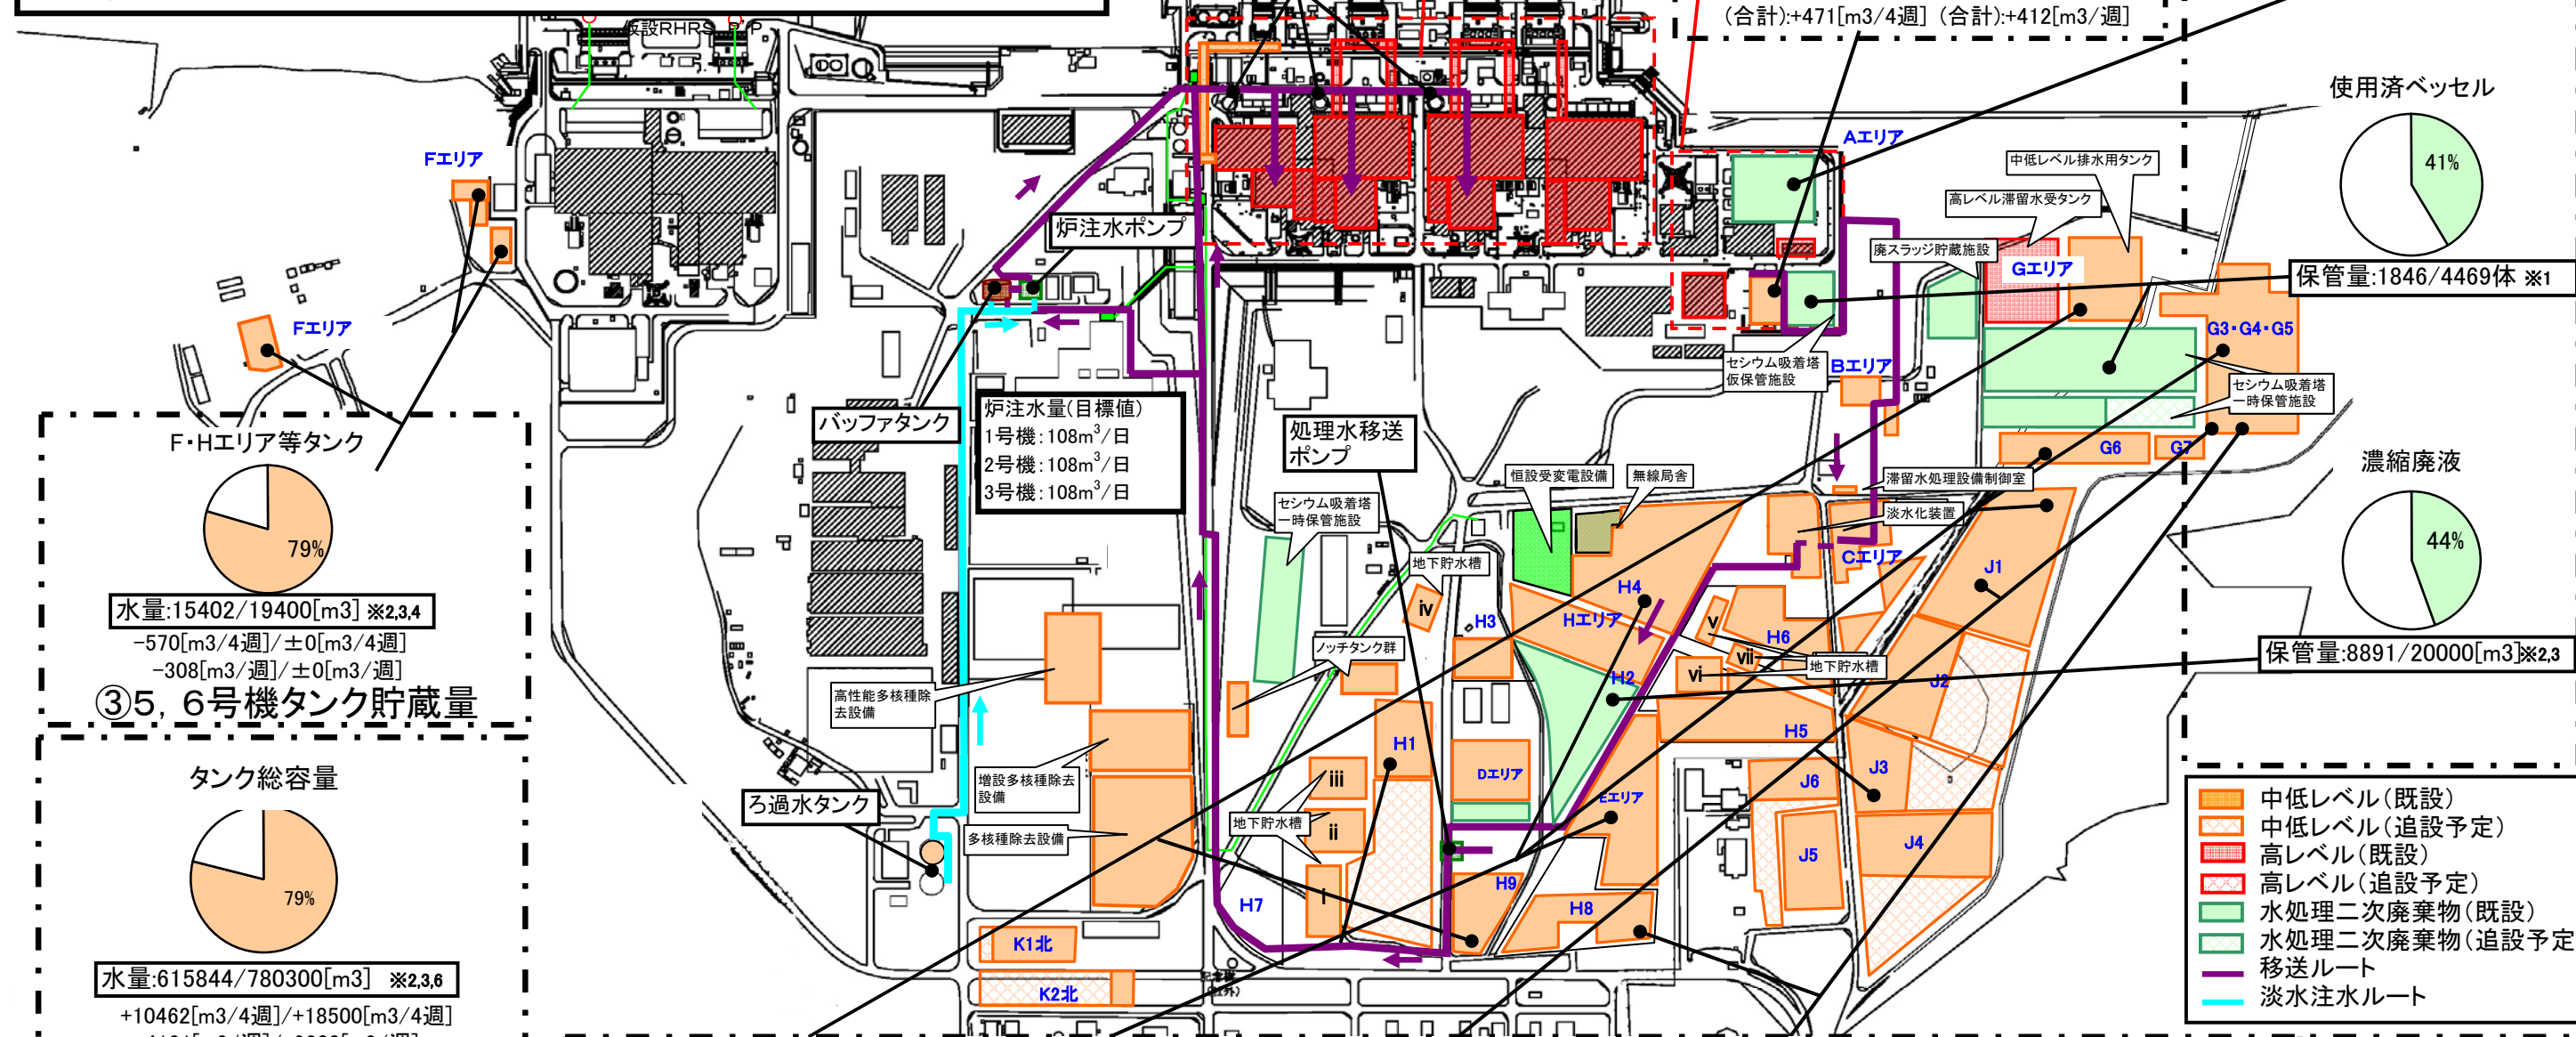 (合計):+471[m3/4週] (合計):+412[m3/週]
仮設RHRS P P
使用済ベッセル
41%
保管量:1846/4469体 ※1
Aエリア
中低レベル排水用タンク
高レベル滞留水受タンク
廃スラッジ貯蔵施設
Gエリア
G3・G4・G5
セシウム吸着塔
仮保管施設
Bエリア
セシウム吸着塔
一時保管施設
G6
G7
Fエリア
Fエリア
炉注水ポンプ
バッファタンク
炉注水量(目標値)
1号機:108m³/日
2号機:108m³/日
3号機:108m³/日
処理水移送
ポンプ
F・Hエリア等タンク
79%
水量:15402/19400[m3] ※2,3,4
-570[m3/4週]/±0[m3/4週]
-308[m3/週]/±0[m3/週]
③5，6号機タンク貯蔵量
濃縮廃液
44%
保管量:8891/20000[m3]※2,3
恒設受変電設備
無線局舎
滞留水処理設備制御室
淡水化装置
Cエリア
セシウム吸着塔
一時保管施設
地下貯水槽
iv
H3
H4
Hエリア
H2
v
H6
vii
vi
地下貯水槽
J1
J2
ノッチタンク群
高性能多核種除
去設備
増設多核種除去
設備
多核種除去設備
ろ過水タンク
H1
iii
ii
i
地下貯水槽
Dエリア
Eエリア
H5
J6
J3
J5
J4
H7
H9
H8
K1北
K2北
タンク総容量
79%
水量:615844/780300[m3] ※2,3,6
+10462[m3/4週]/+18500[m3/4週]
中低レベル(既設)
中低レベル(追設予定)
高レベル(既設)
高レベル(追設予定)
水処理二次廃棄物(既設)
水処理二次廃棄物(追設予定
移送ルート
淡水注水ルート